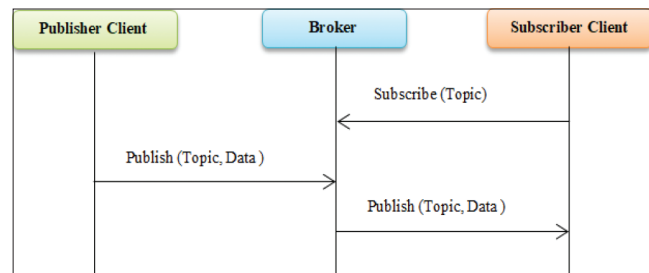 Publisher Client
Broker
Subscriber Client
Subscribe (Topic)
Publish (Topic, Data )
Publish (Topic, Data )